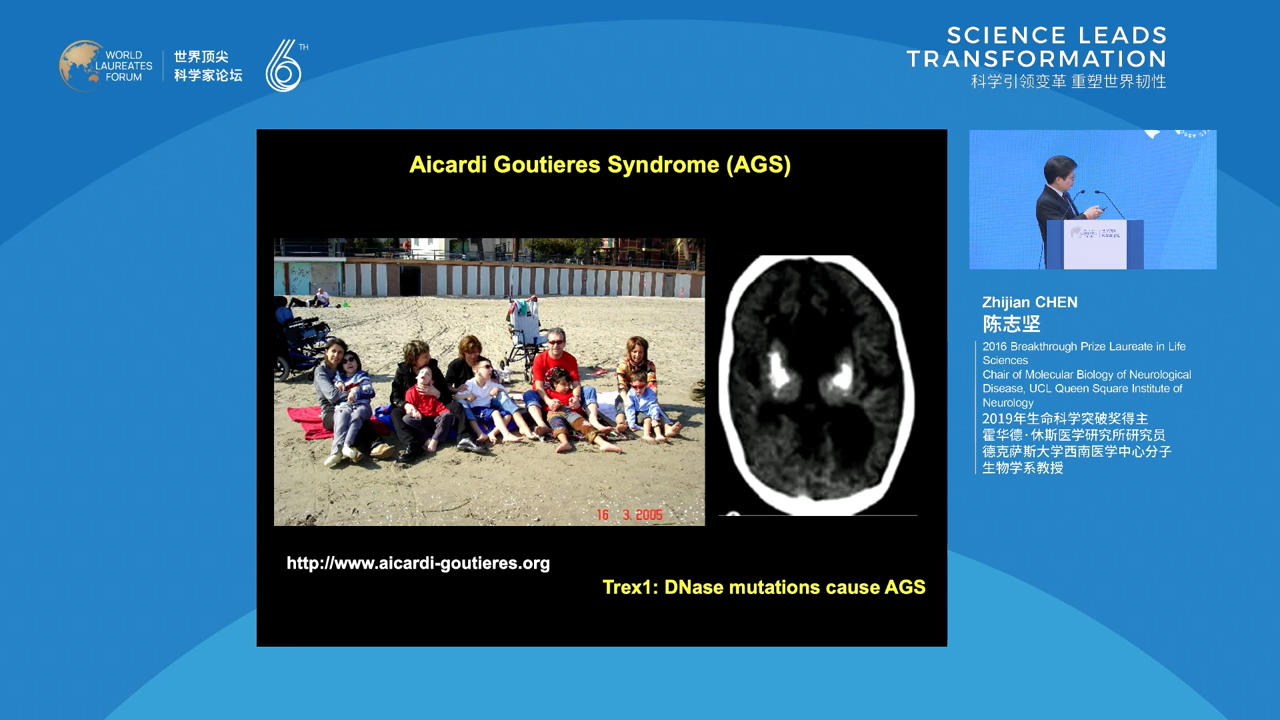 WORLD
LAUREATES
FORUM
世界顶尖
科学家论坛
6TH
SCIENCE LEADS
TRANSFORMATION
科学引领变革 重塑世界韧性
Aicardi Goutieres Syndrome (AGS)
16 3.2005
http://www.aicardi-goutieres.org
Trex1: DNase mutations cause AGS
Zhijian CHEN
陈志坚
2016 Breakthrough Prize Laureate in Life
Sciences
Chair of Molecular Biology of Neurological
Disease, UCL Queen Square Institute of
Neurology
2019年生命科学突破奖得主
霍华德·休斯医学研究所研究员
德克萨斯大学西南医学中心分子
生物学系教授